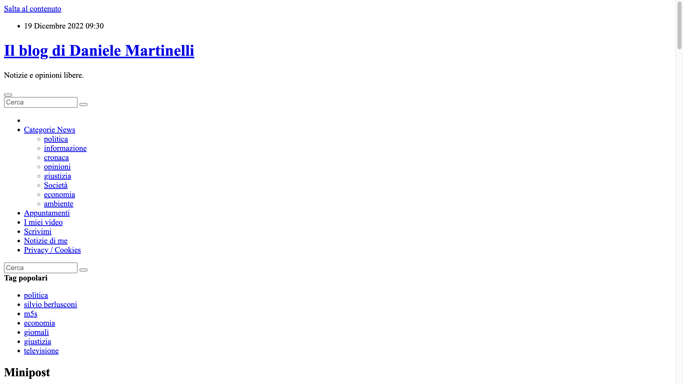 Salta al contenuto
19 Dicembre 2022 09:30
Il blog di Daniele Martinelli
Notizie e opinioni libere.
Cerca
Categorie News
politica
informazione
cronaca
opinioni
giustizia
Società
economia
ambiente
Appuntamenti
I miei video
Scrivimi
Notizie di me
Privacy / Cookies
Cerca
Tag popolari
politica
silvio berlusconi
m5s
economia
giornali
giustizia
televisione
Minipost